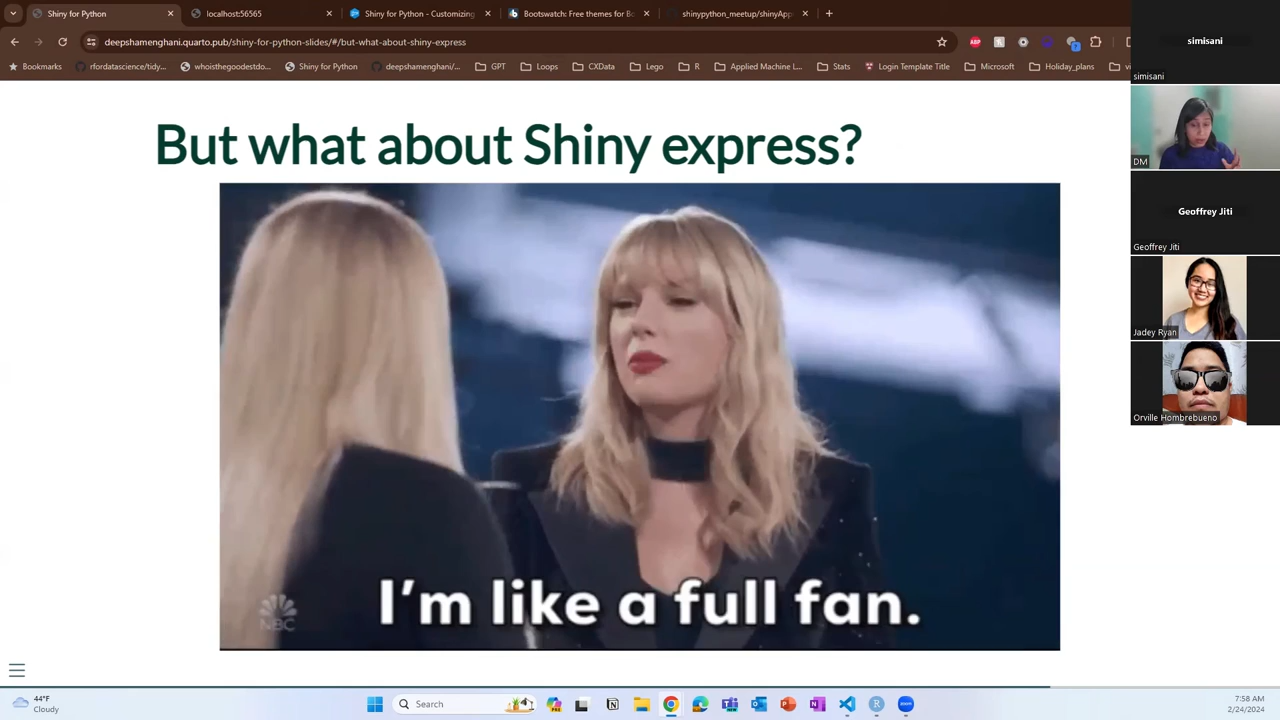 Shiny for Python
localhost:56565
Shiny for Python - Customizing
Bootswatch: Free themes for Bo
shinypython_meetup/shinyApp
deepshamenghani.quarto.pub/shiny-for-python-slides/#/but-what-about-shiny-express
Bookmarks
rfordatascience/tidy...
whoisthegoodestdo...
Shiny for Python
deepshamenghani/...
GPT
Loops
CXData
Lego
R
Applied Machine L...
Stats
Login Template Title
Microsoft
Holiday_plans
But what about Shiny express?
I'm like a full fan.
NBC
simisani
simisani
DM
Geoffrey Jiti
Geoffrey Jiti
Jadey Ryan
Orville Hombrebueno
44°F
Cloudy
Search
7:58 AM
2/24/2024